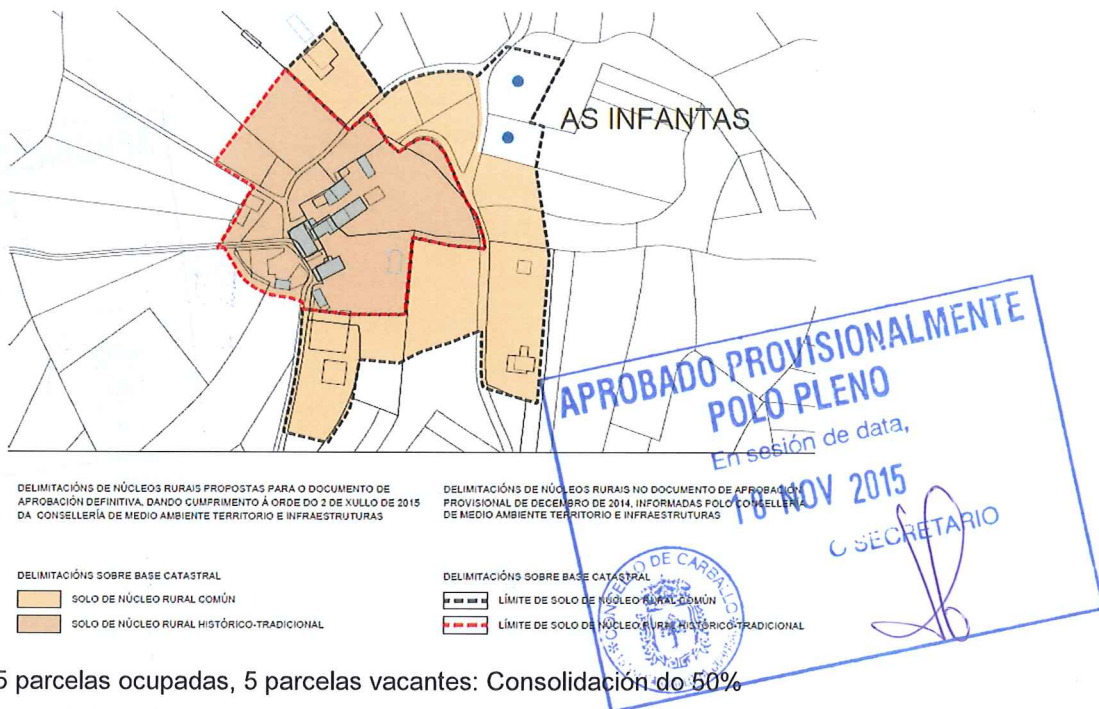 AS INFANTAS
APROBADO PROVISIONALMENTE
POLO PLENO
En sesión de data,
18 NOV 2015
O SECRETARIO
DELIMITACIÓNS DE NÚCLEOS RURAIS PROPOSTAS PARA O DOCUMENTO DE
APROBACIÓN DEFINITIVA, DANDO CUMPRIMENTO Á ORDE DO 2 DE XULLO DE 2015
DA CONSELLERÍA DE MEDIO AMBIENTE TERRITORIO E INFRAESTRUTURAS
DELIMITACIÓNS DE NÚCLEOS RURAIS NO DOCUMENTO DE APROBACIÓN
PROVISIONAL DE DECEMBRO DE 2014, INFORMADAS POLO CONSELLERÍA
DE MEDIO AMBIENTE TERRITORIO E INFRAESTRUTURAS
DELIMITACIÓNS SOBRE BASE CATASTRAL
SOLO DE NÚCLEO RURAL COMÚN
SOLO DE NÚCLEO RURAL HISTÓRICO-TRADICIONAL
DELIMITACIÓNS SOBRE BASE CATASTRAL
LÍMITE DE SOLO DE NÚCLEO RURAL COMÚN
LÍMITE DE SOLO DE NÚCLEO RURAL HISTÓRICO-TRADICIONAL
CONCELLO DE CARBALLO
5 parcelas ocupadas, 5 parcelas vacantes: Consolidación do 50%